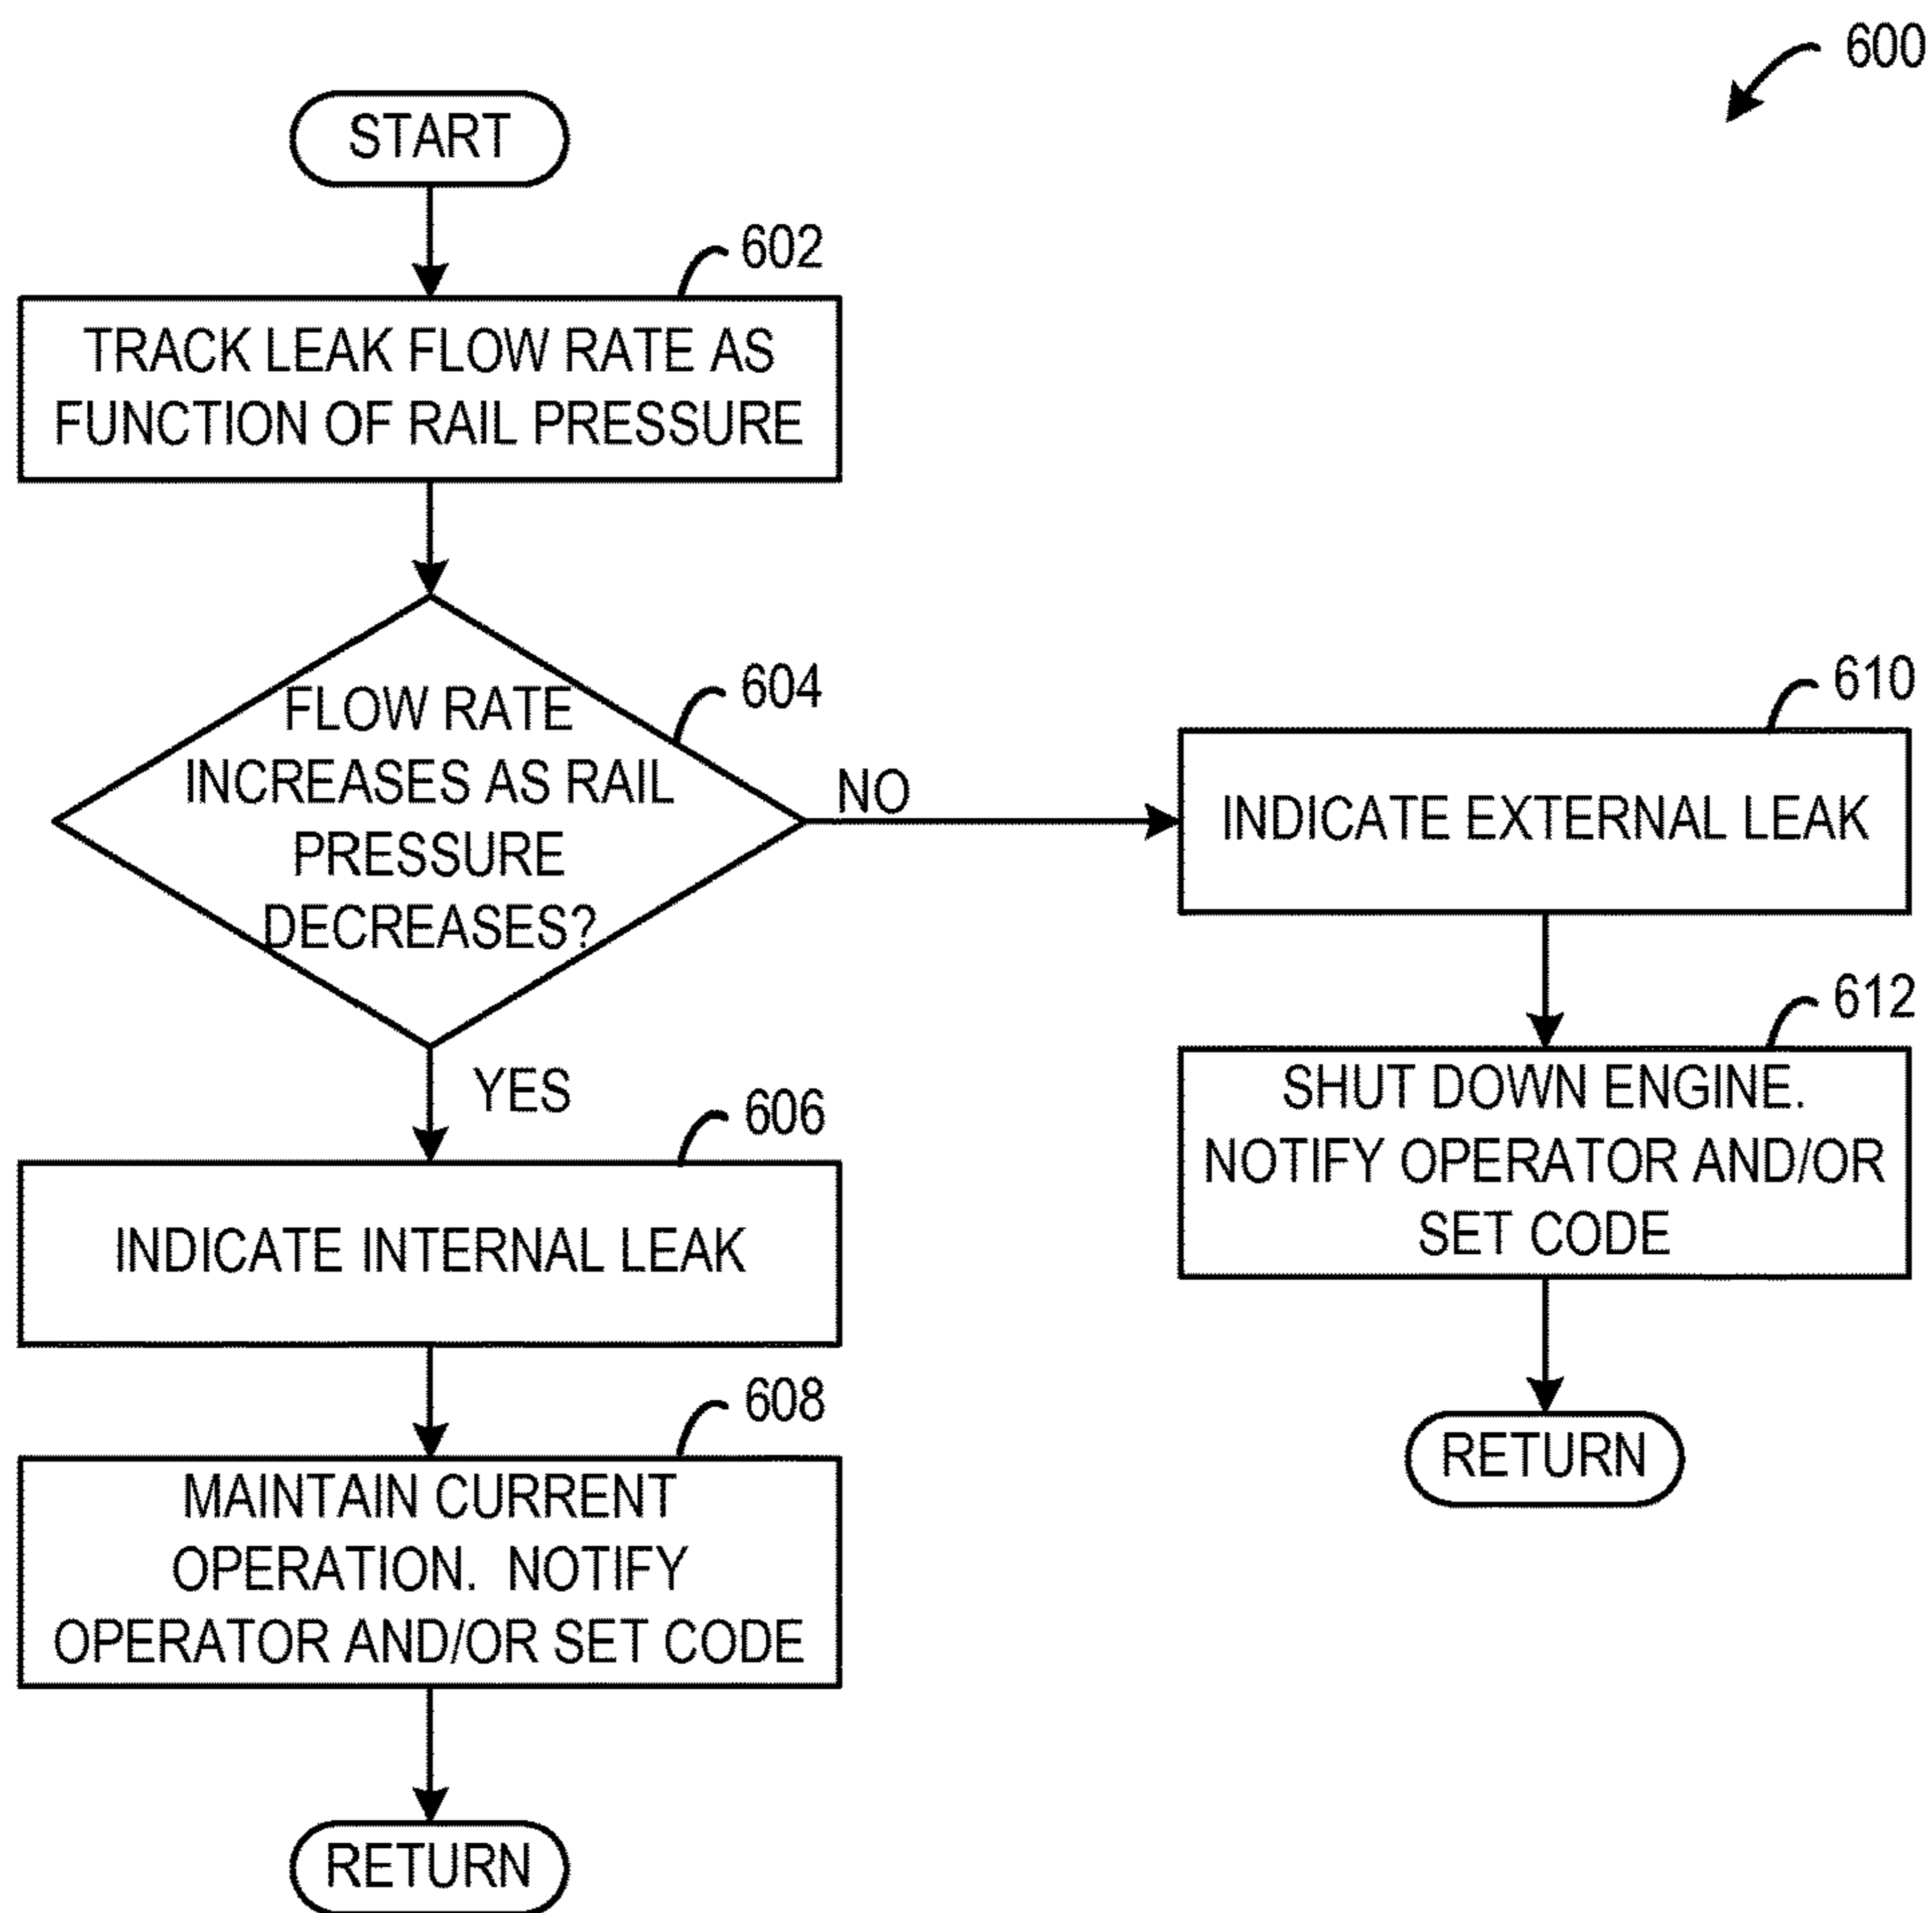 600
START
602
TRACK LEAK FLOW RATE AS
FUNCTION OF RAIL PRESSURE
604
FLOW RATE
INCREASES AS RAIL
PRESSURE
DECREASES?
NO
YES
606
INDICATE INTERNAL LEAK
608
MAINTAIN CURRENT
OPERATION. NOTIFY
OPERATOR AND/OR SET CODE
RETURN
610
INDICATE EXTERNAL LEAK
612
SHUT DOWN ENGINE.
NOTIFY OPERATOR AND/OR
SET CODE
RETURN